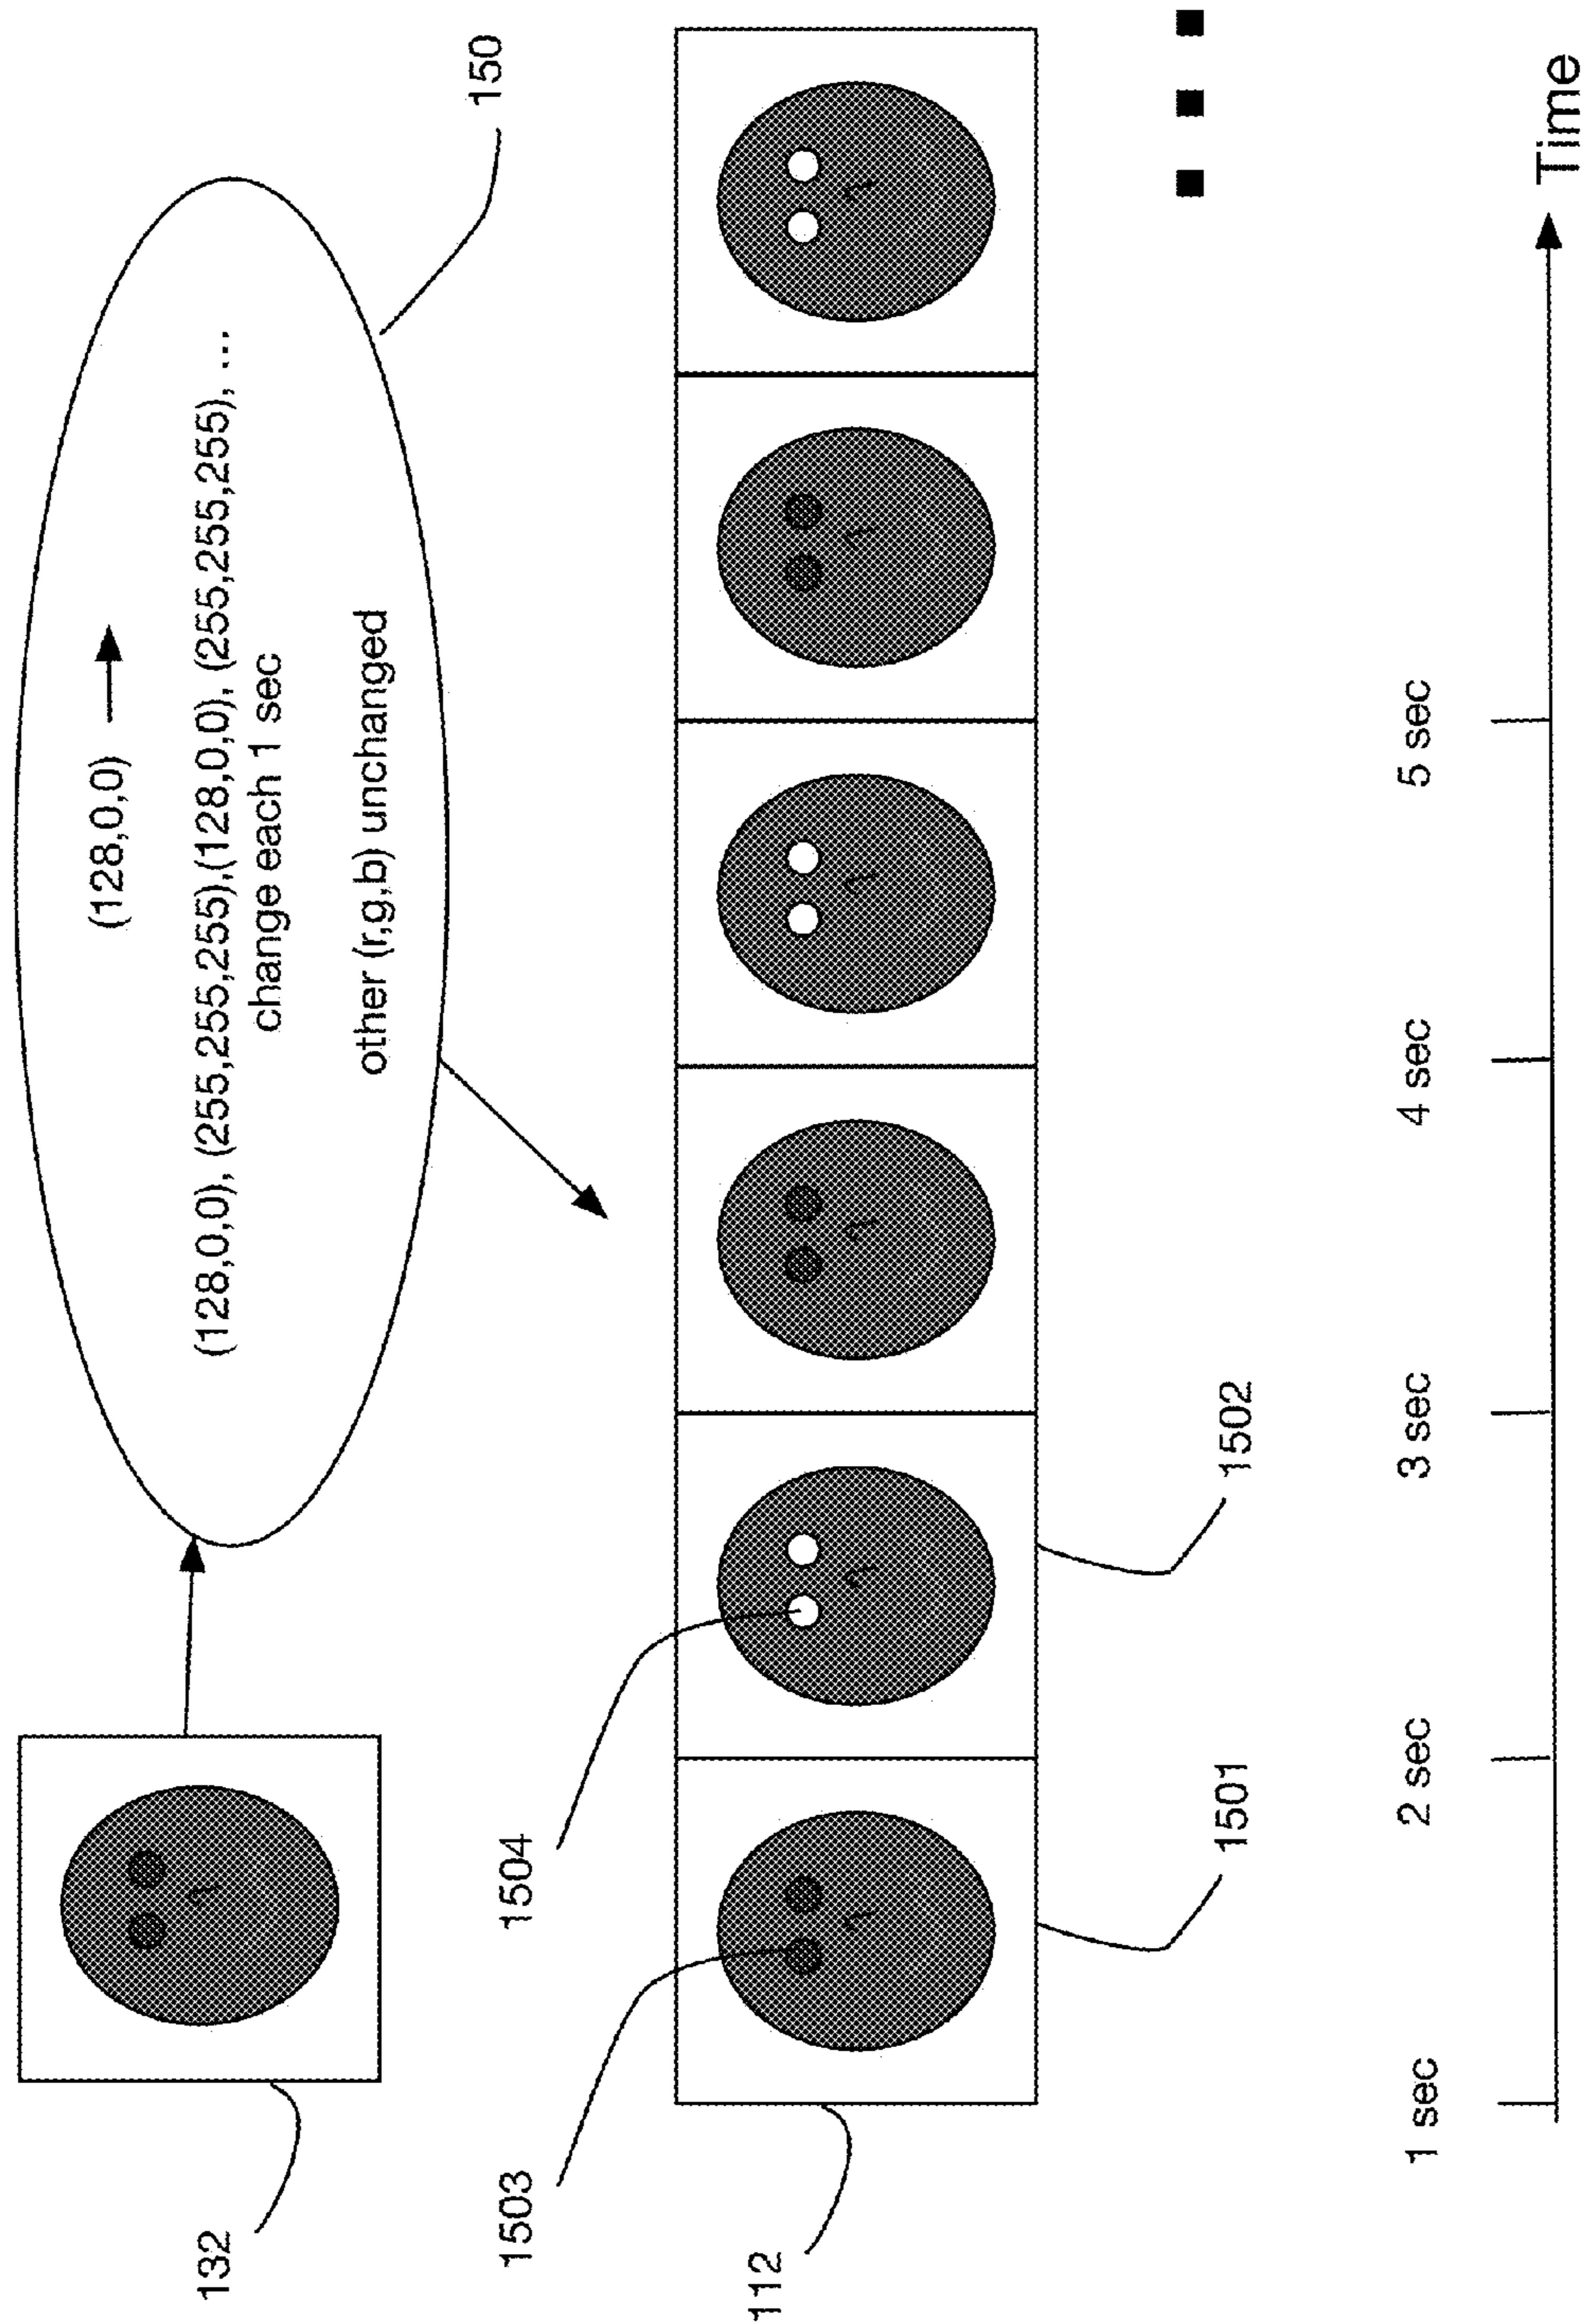 132
(128,0,0)
(128,0,0), (255,255,255),(128,0,0), (255,255,255), ...
change each 1 sec
other (r,g,b) unchanged
150
1503
1504
112
1501
1502
1 sec
2 sec
3 sec
4 sec
5 sec
Time